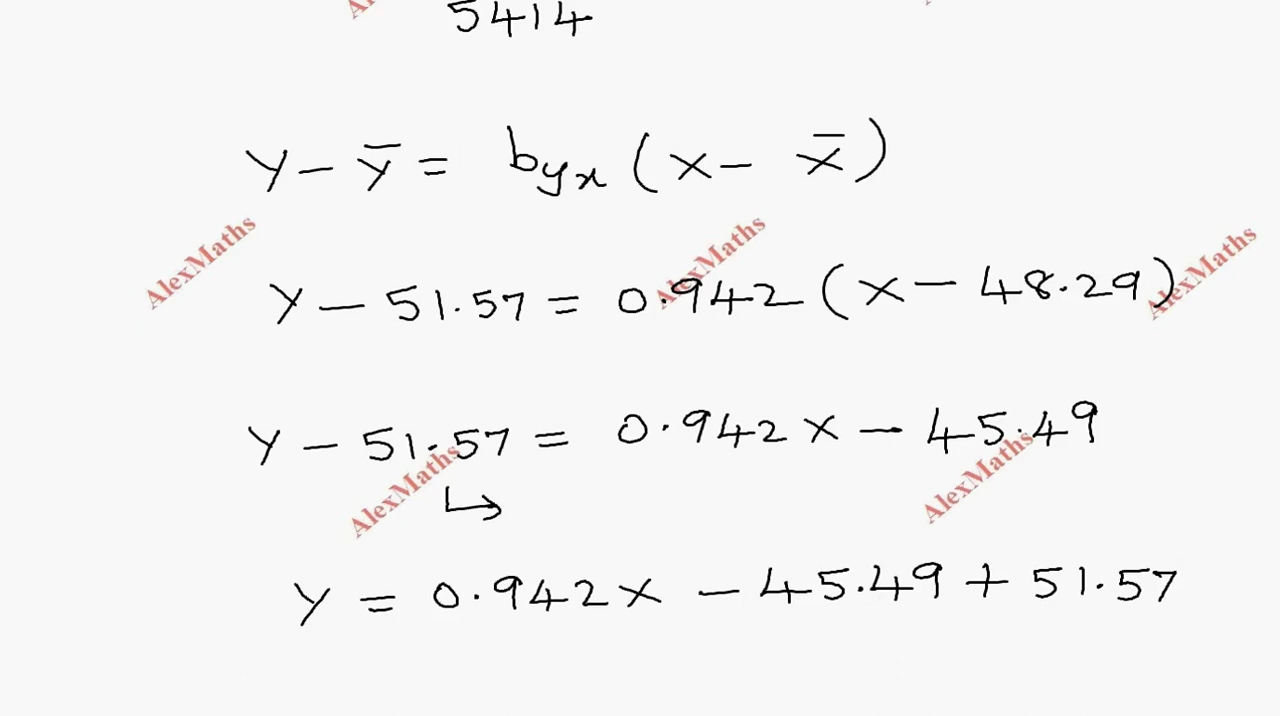 5414
Y - ȳ = byx (x - x̄)
AlexMaths AlexMaths AlexMaths
Y - 51.57 = 0.942 (x - 48.29)
Y - 51.57 = 0.942x - 45.49
AlexMaths AlexMaths
↳
Y = 0.942x - 45.49 + 51.57